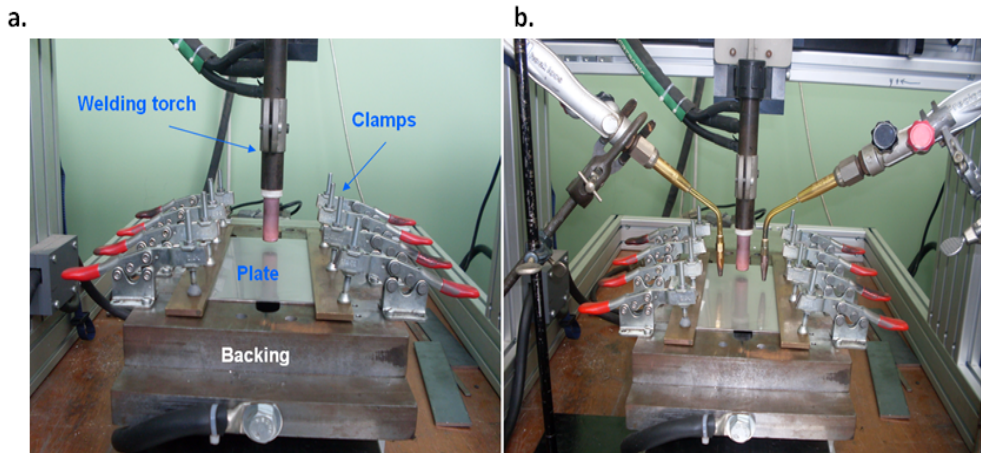 a.
b.
Welding torch
Clamps
Plate
Backing